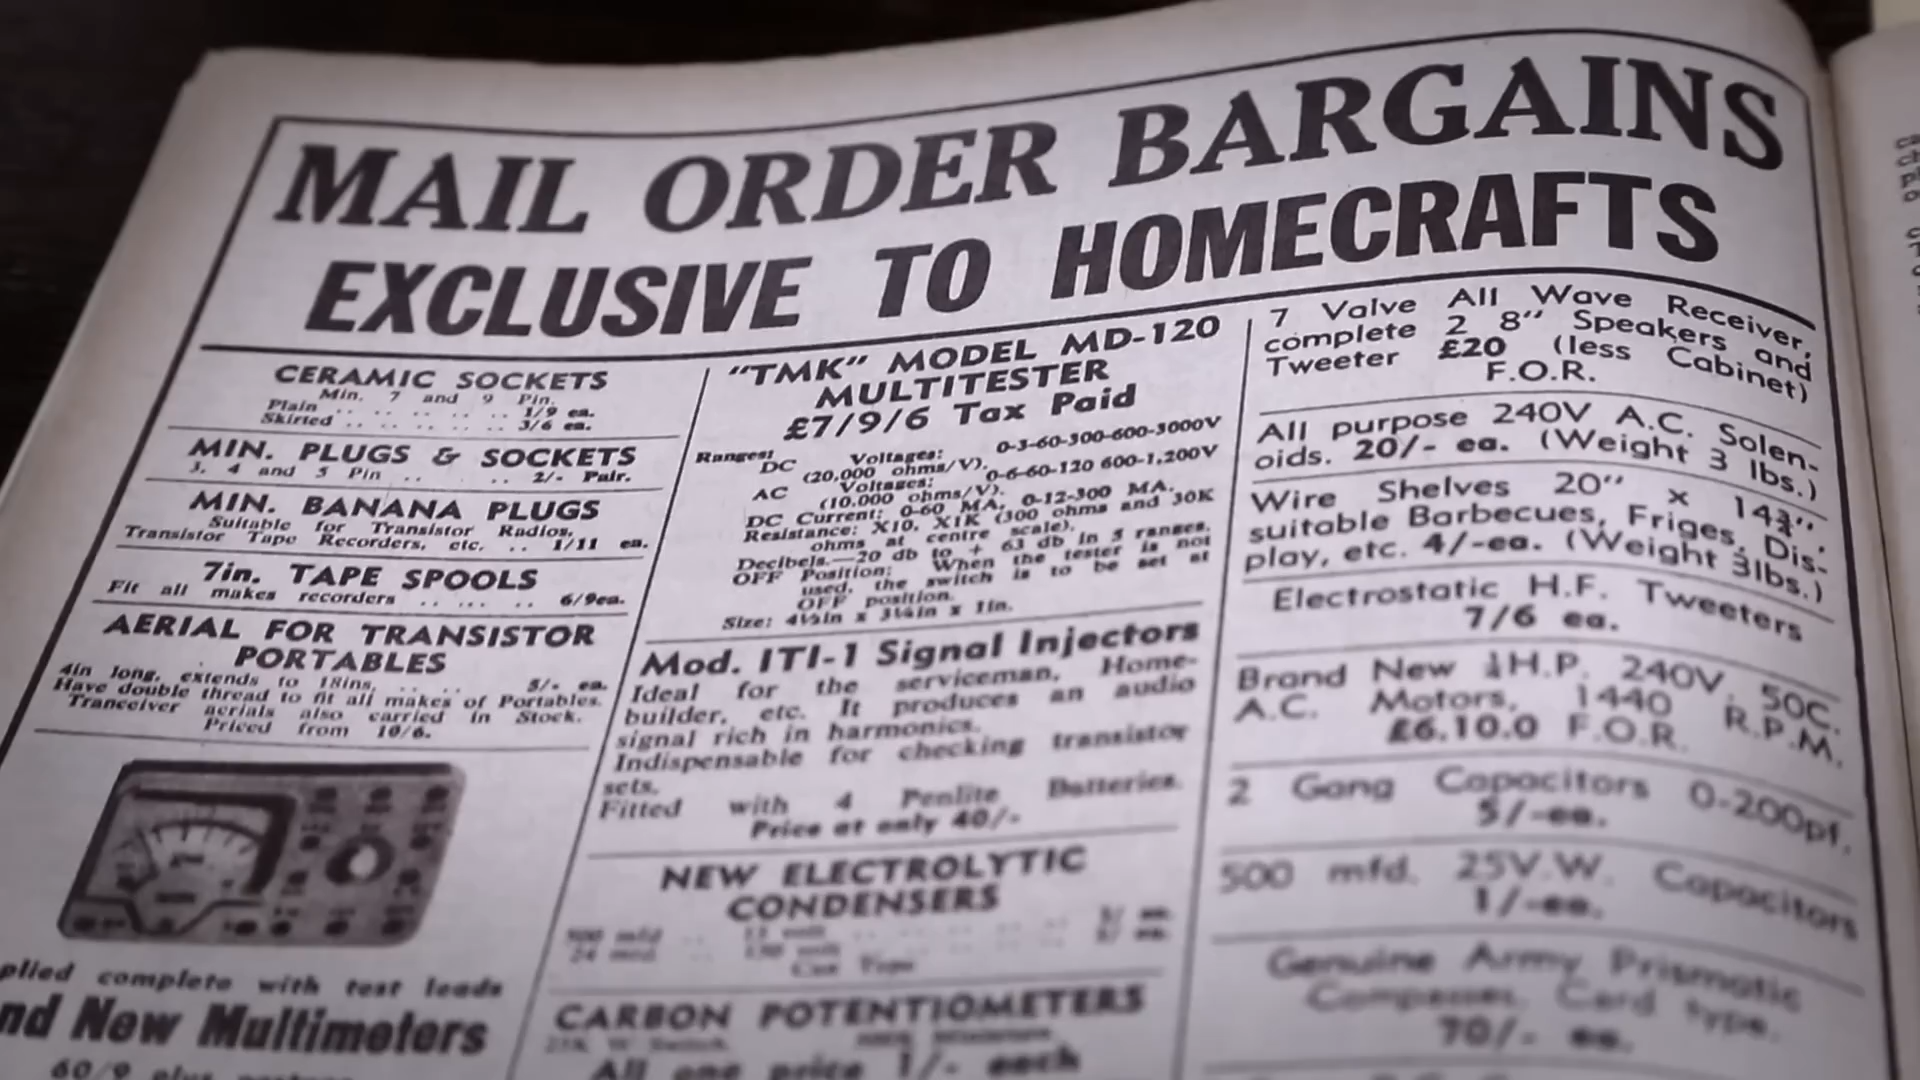 MAIL ORDER BARGAINS
EXCLUSIVE TO HOMECRAFTS
CERAMIC SOCKETS
Min. 7 and 9 Pin.
Plain .. .. .. .. .. 1/9 ea.
Skirted .. .. .. .. .. 3/6 ea.
MIN. PLUGS & SOCKETS
3, 4 and 5 Pin .. .. .. 2/- Pair.
MIN. BANANA PLUGS
Suitable for Transistor Radios,
Transistor Tape Recorders, etc. .. 1/11 ea.
7in. TAPE SPOOLS
Fit all makes recorders .. .. .. 6/9ea.
AERIAL FOR TRANSISTOR
PORTABLES
4in long, extends to 18ins. .. .. 5/- ea.
Have double thread to fit all makes of Portables.
Tranceiver aerials also carried in Stock.
Priced from 10/6.
plied complete with test leads
nd New Multimeters
60/9 plus
"TMK" MODEL MD-120
MULTITESTER
£7/9/6 Tax Paid
Ranges:
DC Voltages: 0-3-60-300-600-3000V
(20,000 ohms/V).
AC Voltages: 0-6-60-120 600-1,200V
(10,000 ohms/V).
DC Current: 0-60 MA, 0-12-300 MA.
Resistance: X10, X1K (300 ohms and 30K
ohms at centre scale).
Decibels.—20 db to + 63 db in 5 ranges.
OFF Position: When the tester is not
used, the switch is to be set at
OFF position.
Size: 4½in x 3¼in x 1in.
Mod. ITI-1 Signal Injectors
Ideal for the serviceman, Home-
builder, etc. It produces an audio
signal rich in harmonics.
Indispensable for checking transistor
sets.
Fitted with 4 Penlite Batteries.
Price at only 40/-
NEW ELECTROLYTIC
CONDENSERS
CARBON POTENTIOMETERS
All one price 1/- each
7 Valve All Wave Receiver,
complete 2 8" Speakers and
Tweeter £20 (less Cabinet)
F.O.R.
All purpose 240V A.C. Solen-
oids. 20/- ea. (Weight 3 lbs.)
Wire Shelves 20" x 14¾",
suitable Barbecues, Friges, Dis-
play, etc. 4/-ea. (Weight 3lbs.)
Electrostatic H.F. Tweeters
7/6 ea.
Brand New ¼H.P. 240V. 50C.
A.C. Motors, 1440 R.P.M.
£6.10.0 F.O.R.
2 Gang Capacitors 0-200pf.
5/-ea.
500 mfd. 25V.W. Capacitors
1/-ea.
Genuine Army Prismatic
Compasses. Card type.
70/- ea.